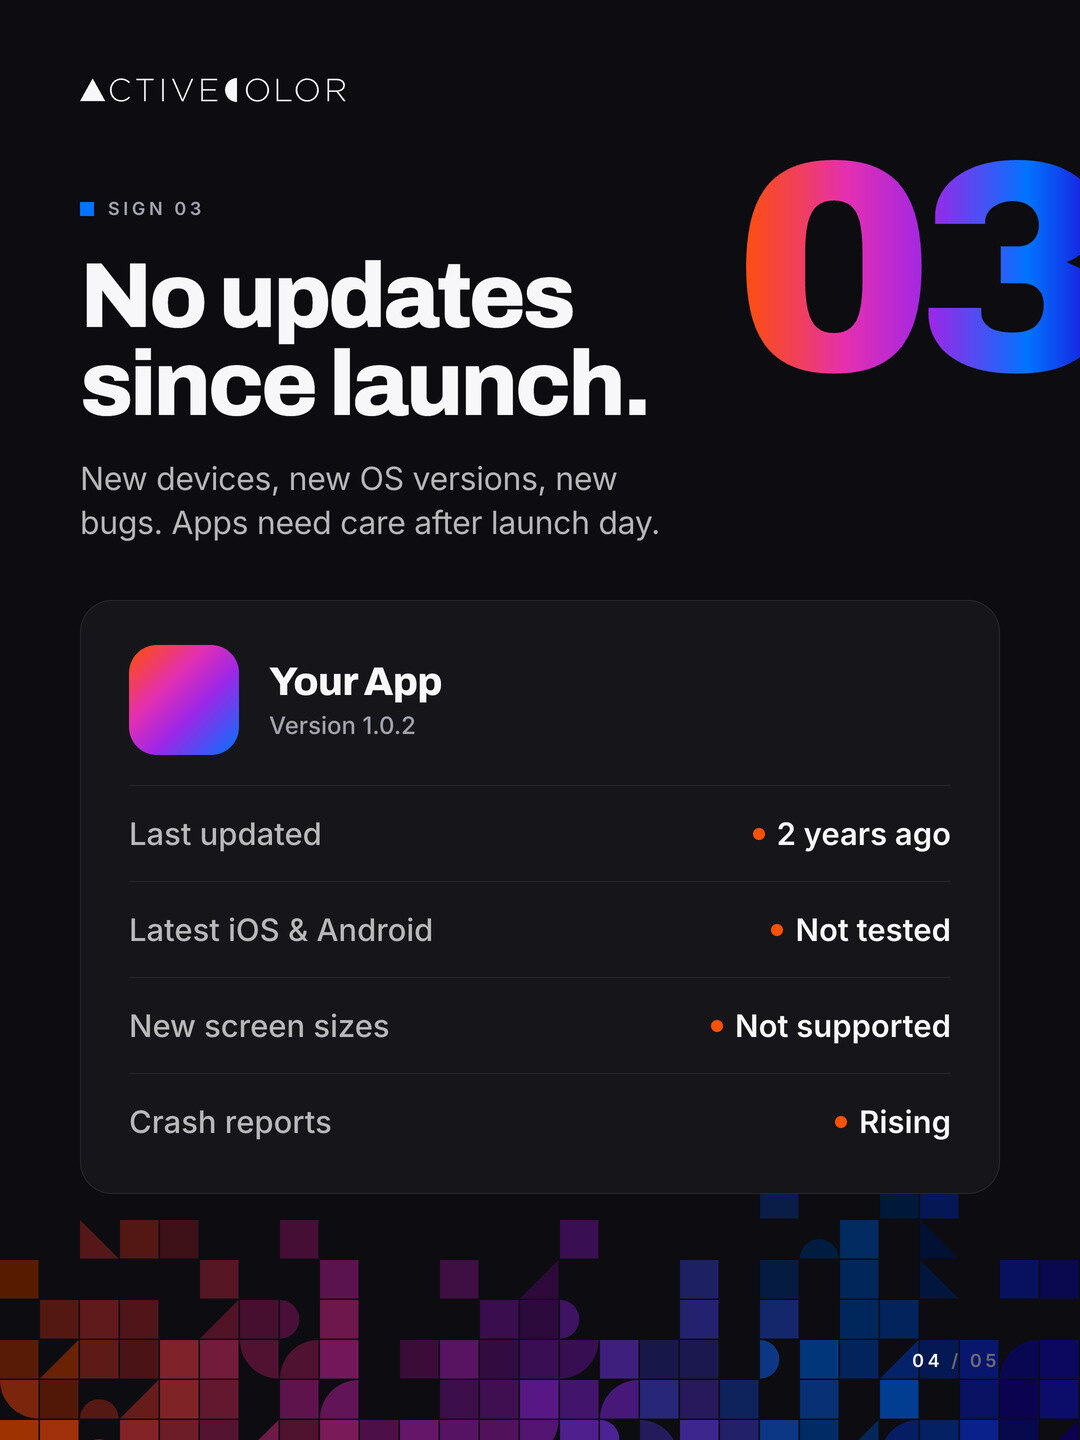 ACTIVECOLOR
SIGN 03
03
No updates
since launch.
New devices, new OS versions, new
bugs. Apps need care after launch day.
Your App
Version 1.0.2
Last updated
2 years ago
Latest iOS & Android
Not tested
New screen sizes
Not supported
Crash reports
Rising
04 / 05